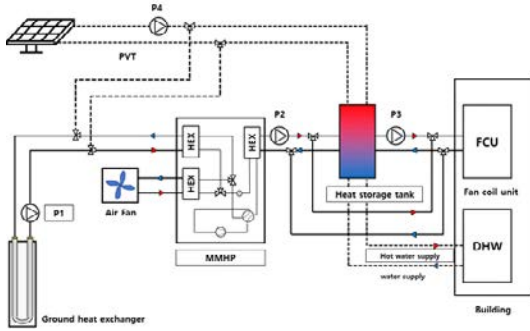 P4
PVT
P2
P3
HEX
HEX
HEX
FCU
Fan coil unit
Heat storage tank
Air Fan
P1
DHW
Hot water supply
water supply
MMHP
Building
Ground heat exchanger